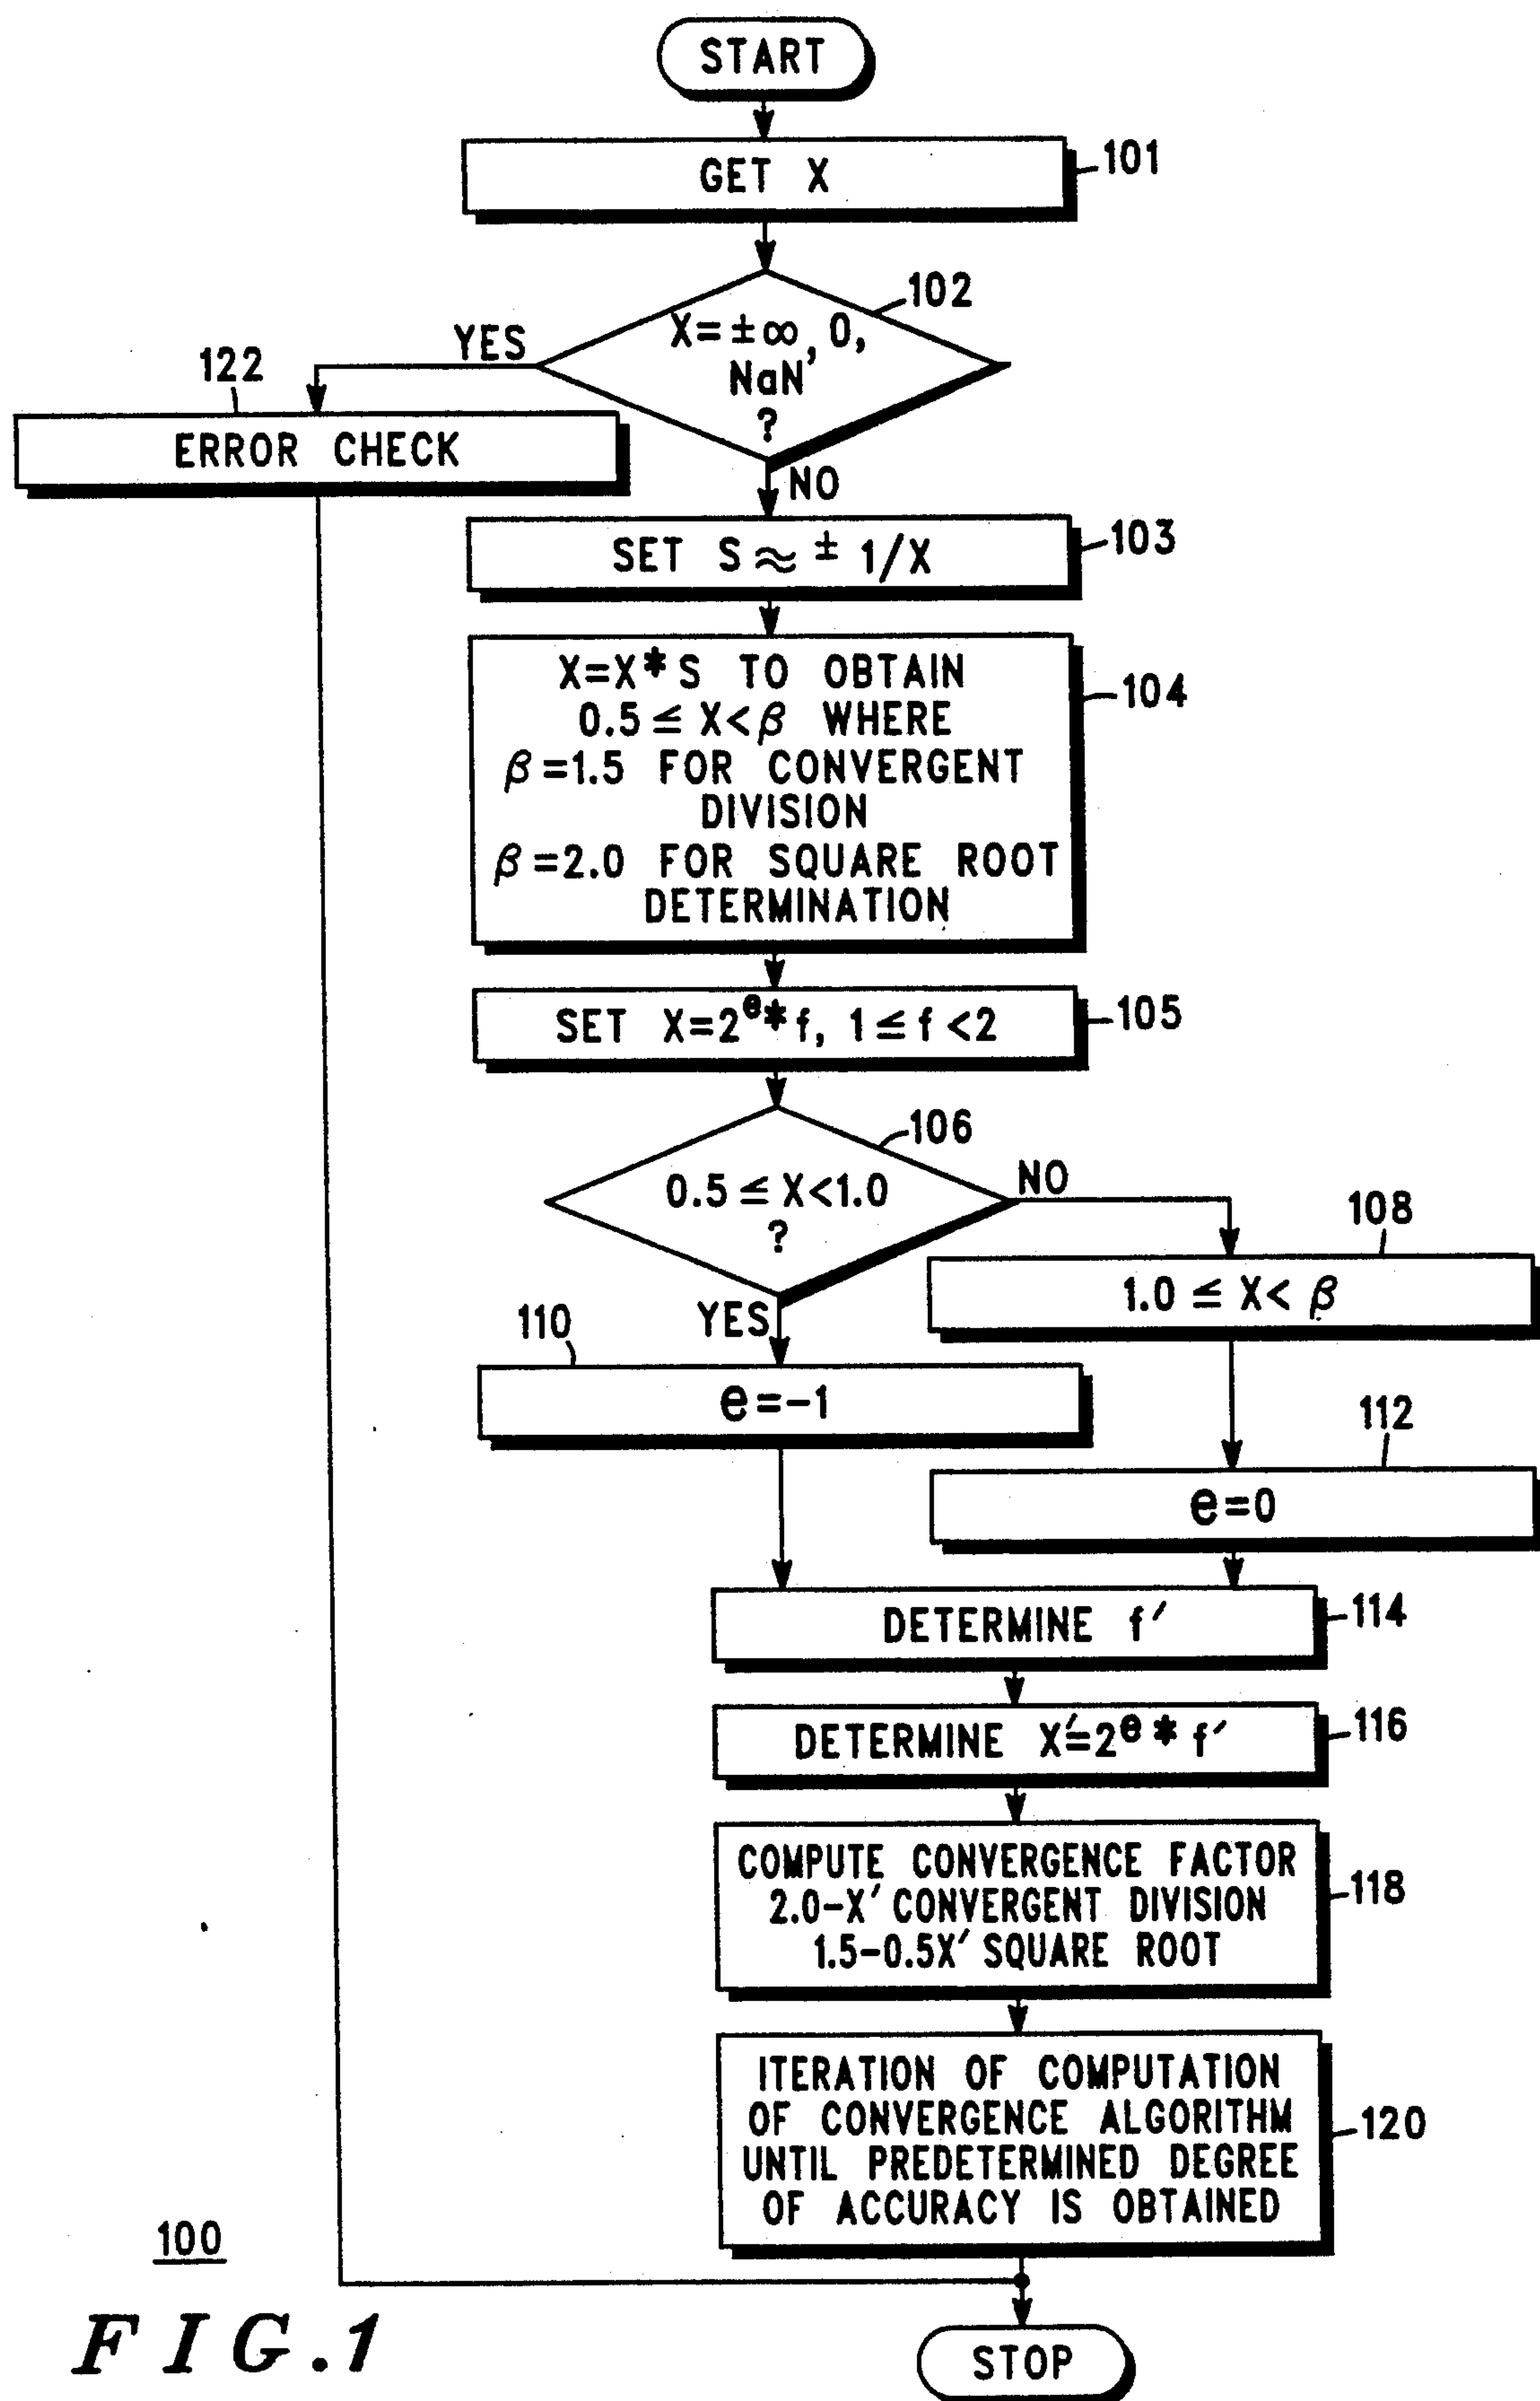 START
GET X
101
102
X=±∞, 0,
NaN
?
YES
122
ERROR CHECK
NO
SET S≈ ± 1/X
103
X=X*S TO OBTAIN
0.5≤X<β WHERE
β=1.5 FOR CONVERGENT
DIVISION
β=2.0 FOR SQUARE ROOT
DETERMINATION
104
SET X=2^e*f, 1≤f<2
105
106
0.5≤X<1.0
?
NO
108
1.0≤X<β
YES
110
e=-1
112
e=0
DETERMINE f′
114
DETERMINE X′=2^e*f′
116
COMPUTE CONVERGENCE FACTOR
2.0-X′ CONVERGENT DIVISION
1.5-0.5X′ SQUARE ROOT
118
ITERATION OF COMPUTATION
OF CONVERGENCE ALGORITHM
UNTIL PREDETERMINED DEGREE
OF ACCURACY IS OBTAINED
120
100
STOP
FIG.1